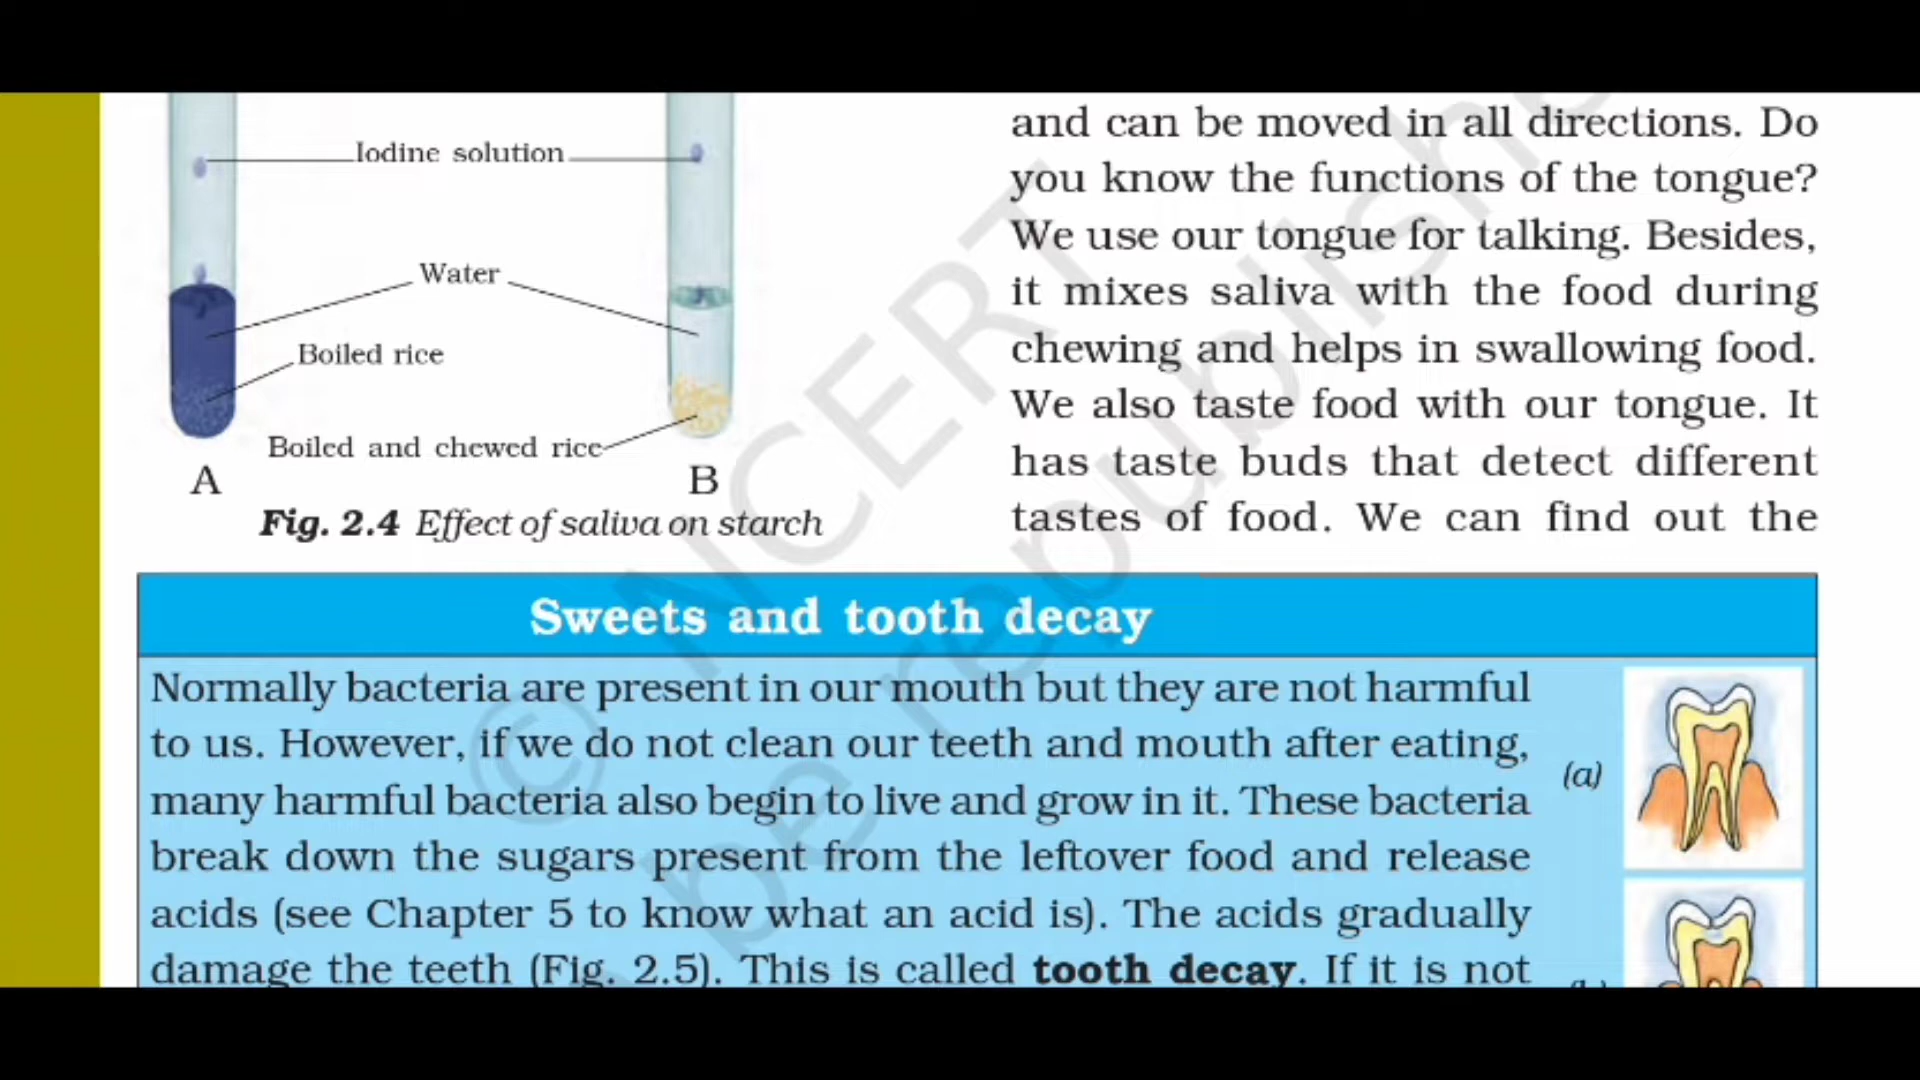 Iodine solution
Water
Boiled rice
Boiled and chewed rice
A
B
Fig. 2.4 Effect of saliva on starch
and can be moved in all directions. Do
you know the functions of the tongue?
We use our tongue for talking. Besides,
it mixes saliva with the food during
chewing and helps in swallowing food.
We also taste food with our tongue. It
has taste buds that detect different
tastes of food. We can find out the
Sweets and tooth decay
Normally bacteria are present in our mouth but they are not harmful
to us. However, if we do not clean our teeth and mouth after eating,
many harmful bacteria also begin to live and grow in it. These bacteria
break down the sugars present from the leftover food and release
acids (see Chapter 5 to know what an acid is). The acids gradually
damage the teeth (Fig. 2.5). This is called tooth decay. If it is not
(a)
© NCERT
be republishe